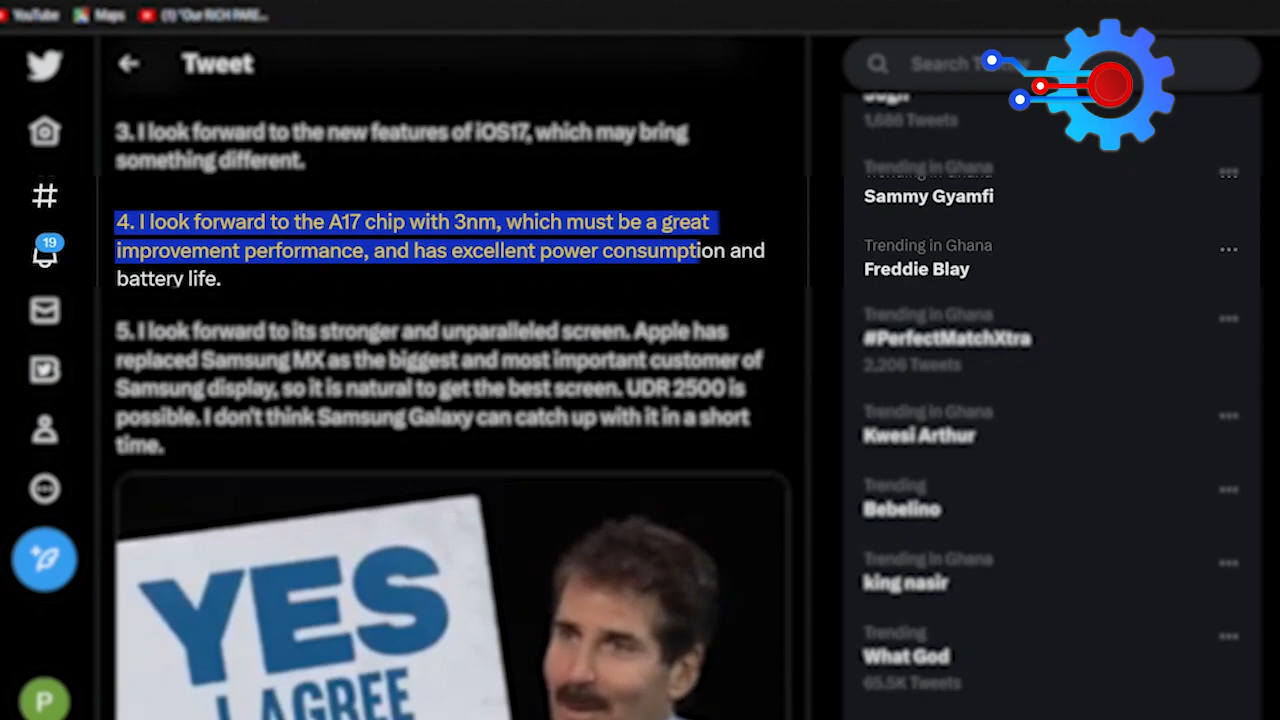 YouTube
Maps
(1) "Our RICH PARE...
Tweet
3. I look forward to the new features of iOS17, which may bring
something different.
4. I look forward to the A17 chip with 3nm, which must be a great
improvement performance, and has excellent power consumption and
battery life.
5. I look forward to its stronger and unparalleled screen. Apple has
replaced Samsung MX as the biggest and most important customer of
Samsung display, so it is natural to get the best screen. UDR 2500 is
possible. I don't think Samsung Galaxy can catch up with it in a short
time.
YES
I AGREE
19
P
Search
1,686 Tweets
Trending in Ghana
Sammy Gyamfi
Trending in Ghana
Freddie Blay
Trending in Ghana
#PerfectMatchXtra
2,206 Tweets
Trending in Ghana
Kwesi Arthur
Trending
Bebelino
Trending in Ghana
king nasir
Trending
What God
65.5K Tweets